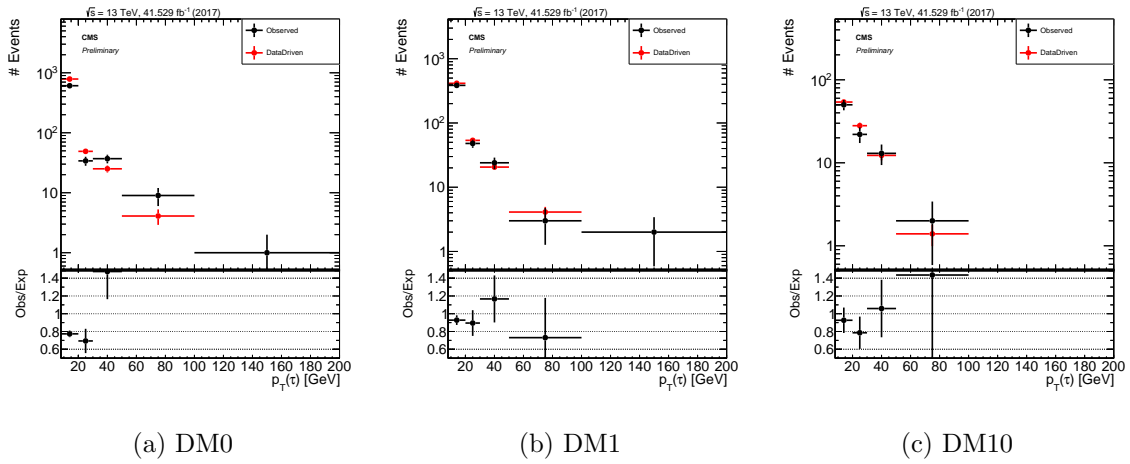 √s = 13 TeV, 41.529 fb⁻¹ (2017)
# Events
CMS
Preliminary
Observed
DataDriven
10³
10²
10
1
Obs/Exp
1.4
1.2
1
0.8
0.6
20 40 60 80 100 120 140 160 180 200
p_T(τ) [GeV]
(a) DM0
√s = 13 TeV, 41.529 fb⁻¹ (2017)
# Events
CMS
Preliminary
Observed
DataDriven
10³
10²
10
1
Obs/Exp
1.4
1.2
1
0.8
0.6
20 40 60 80 100 120 140 160 180 200
p_T(τ) [GeV]
(b) DM1
√s = 13 TeV, 41.529 fb⁻¹ (2017)
# Events
CMS
Preliminary
Observed
DataDriven
10²
10
1
Obs/Exp
1.4
1.2
1
0.8
0.6
20 40 60 80 100 120 140 160 180 200
p_T(τ) [GeV]
(c) DM10